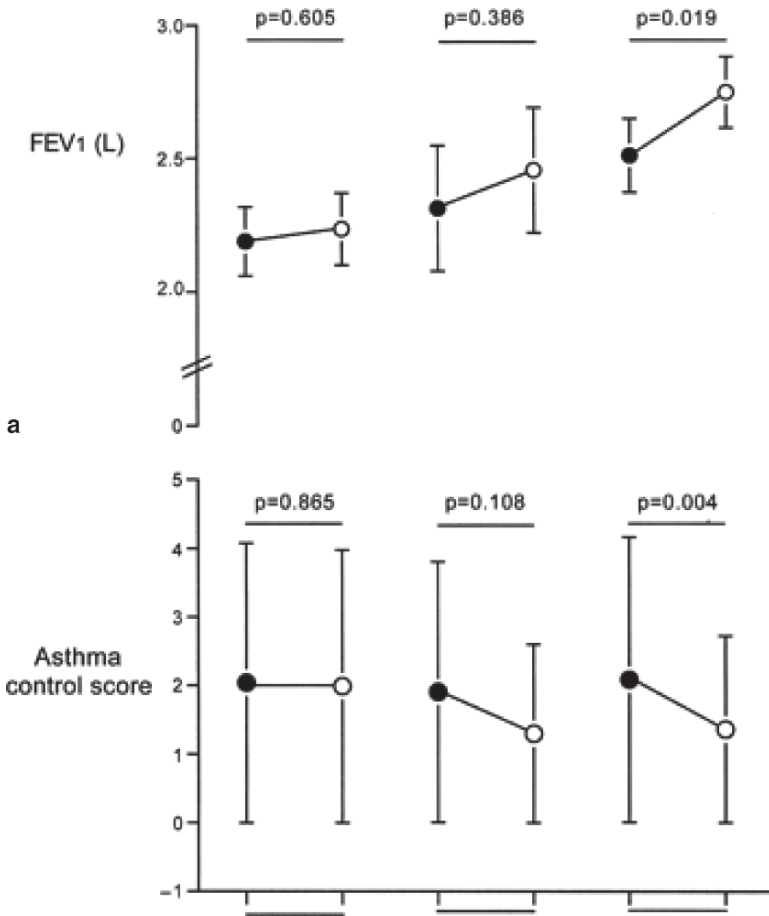 3.0
p=0.605 p=0.386 p=0.019
FEV1 (L)
2.5
2.0
0
a
5
p=0.865 p=0.108 p=0.004
4
3
Asthma
control score
2
1
0
−1